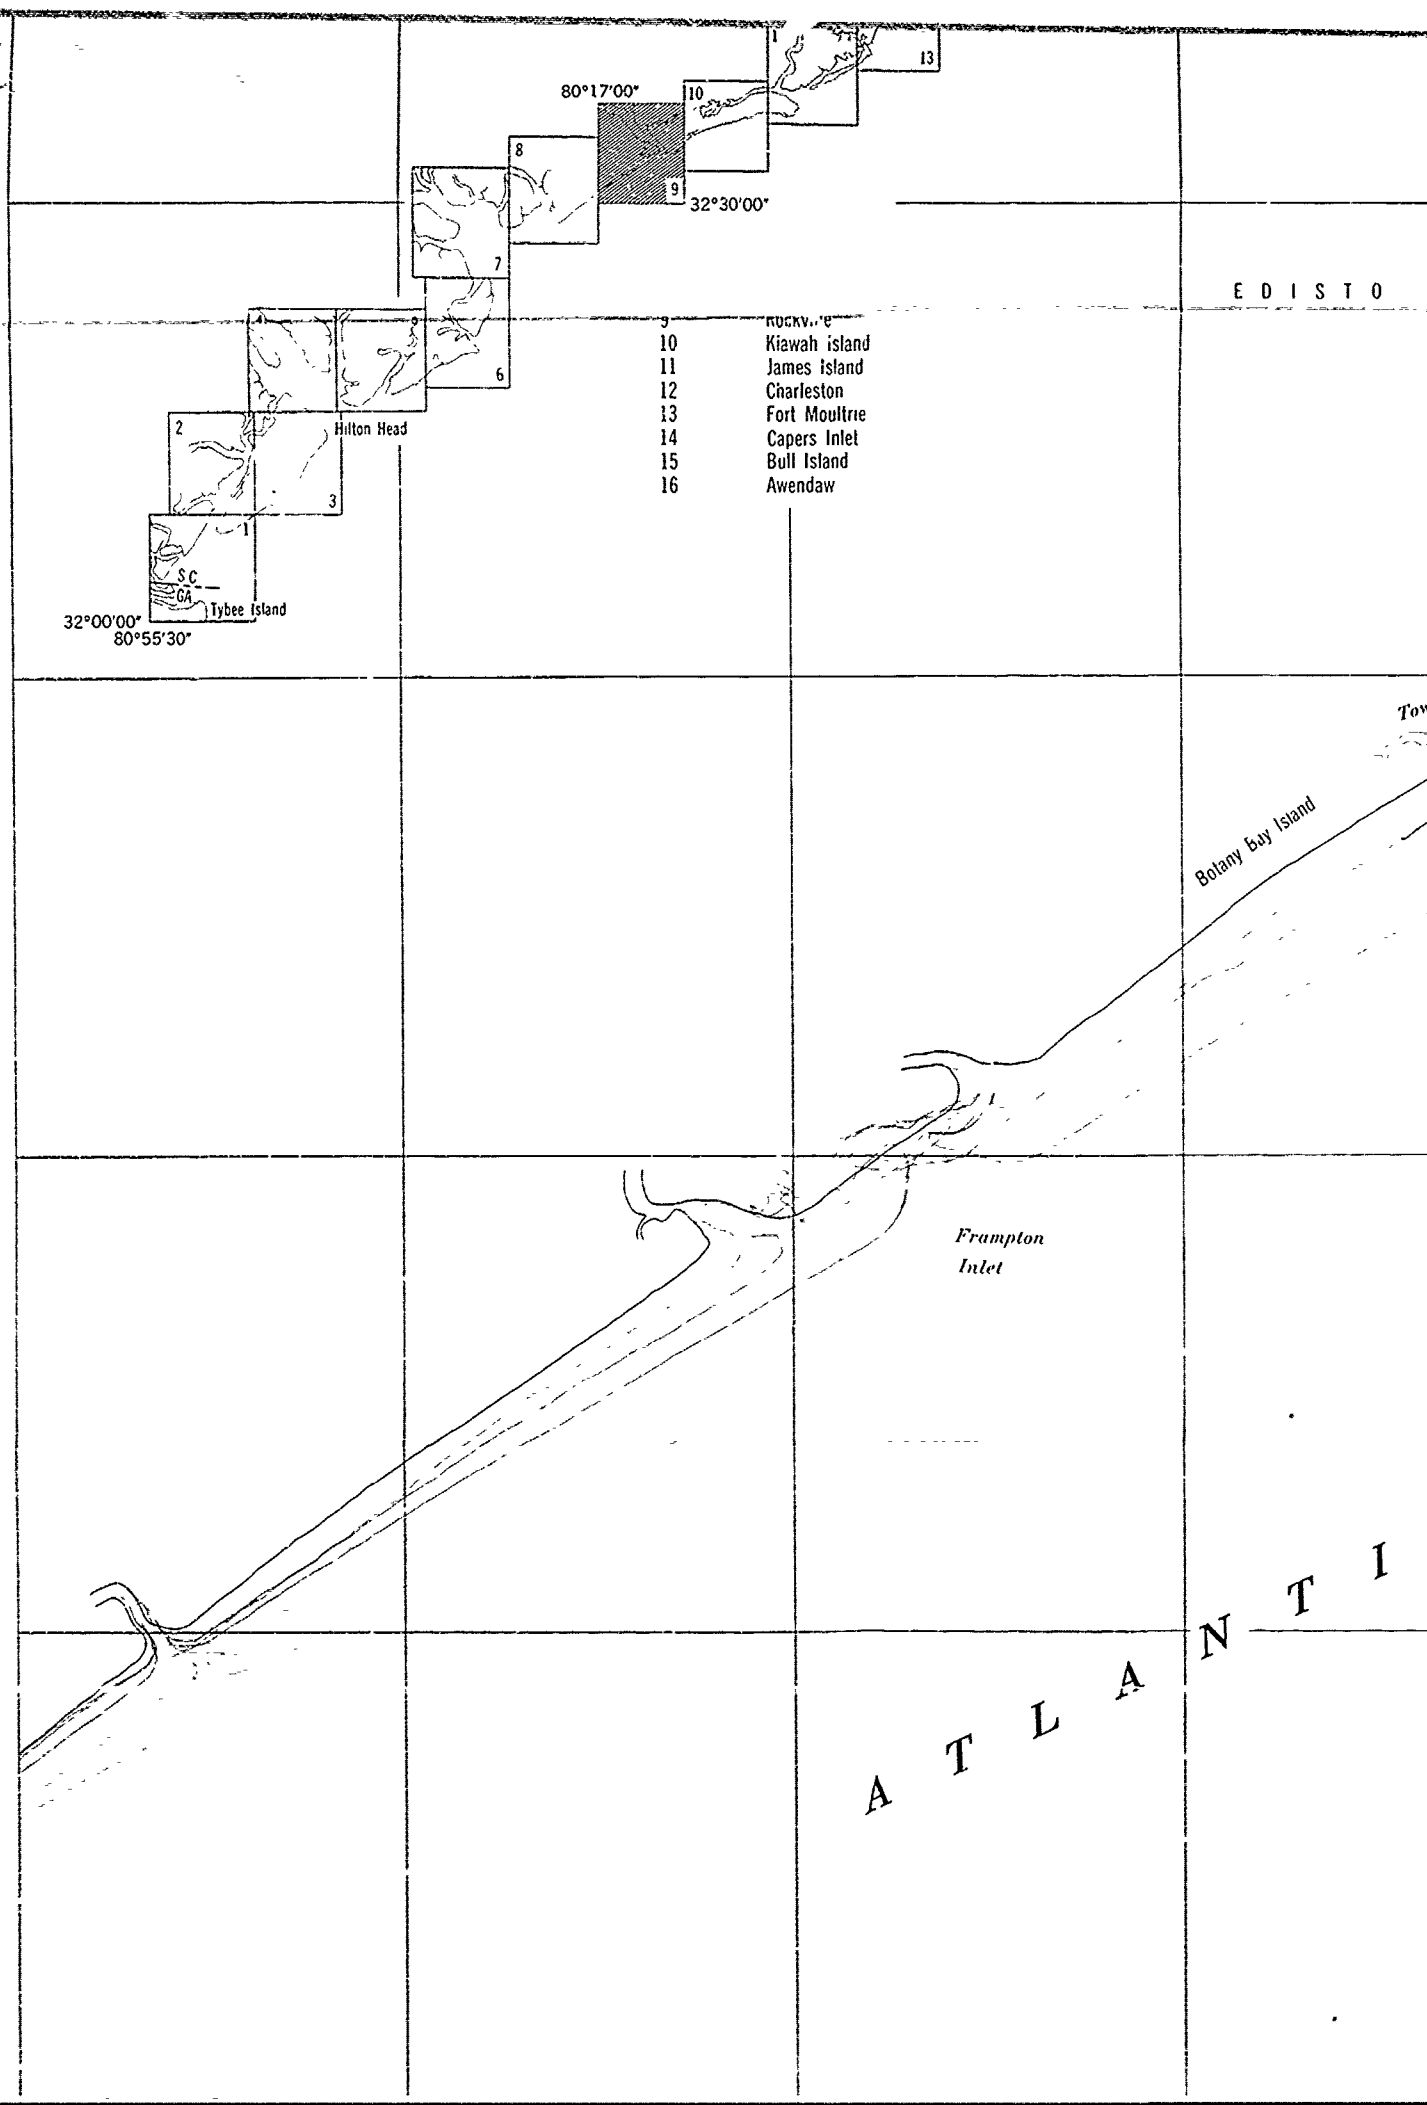 1
13
80°17'00"
10
8
9
32°30'00"
7
EDISTO
9
10 Kiawah Island
11 James Island
12 Charleston
13 Fort Moultrie
14 Capers Inlet
15 Bull Island
16 Awendaw
6
2
Hilton Head
3
1
SC
GA
Tybee Island
32°00'00"
80°55'30"
Botany Bay Island
Frampton
Inlet
ATLANTI